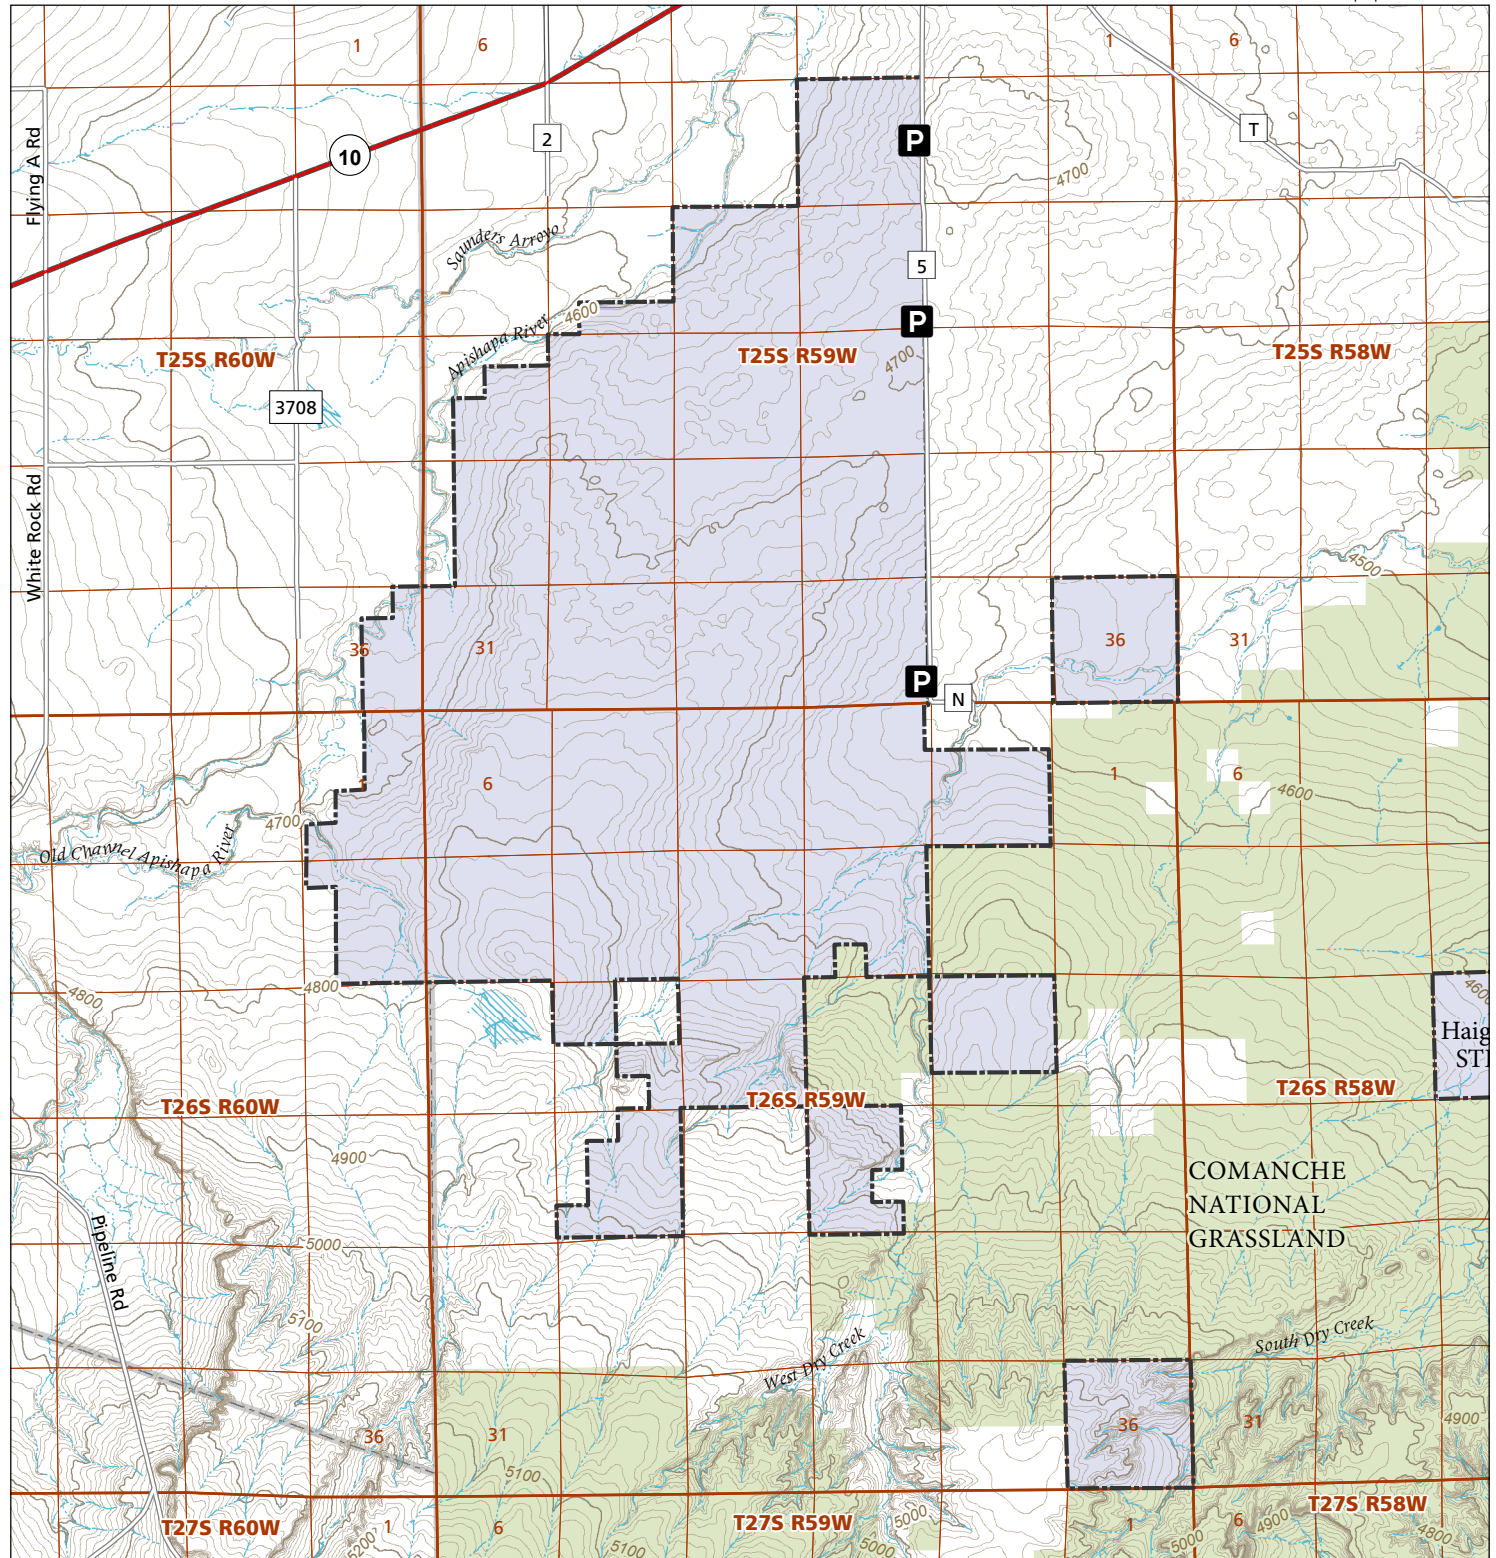 1
6
1
6
2
10
T
P
Flying A Rd
4700
Saunders Arroyo
5
4600
P
Apishapa River
T25S R60W
T25S R59W
4700
T25S R58W
3708
White Rock Rd
4500
36
31
36
31
P
N
1
6
1
6
4600
4700
Old Channel Apishapa River
4800
4800
T26S R60W
T26S R59W
T26S R58W
4900
COMANCHE
NATIONAL
GRASSLAND
5000
Pipeline Rd
5100
West Dry Creek
South Dry Creek
36
31
36
31
4900
5100
T27S R60W
T27S R59W
T27S R58W
1
6
1
6
5200
5100
5000
5000
5000
4900
4800